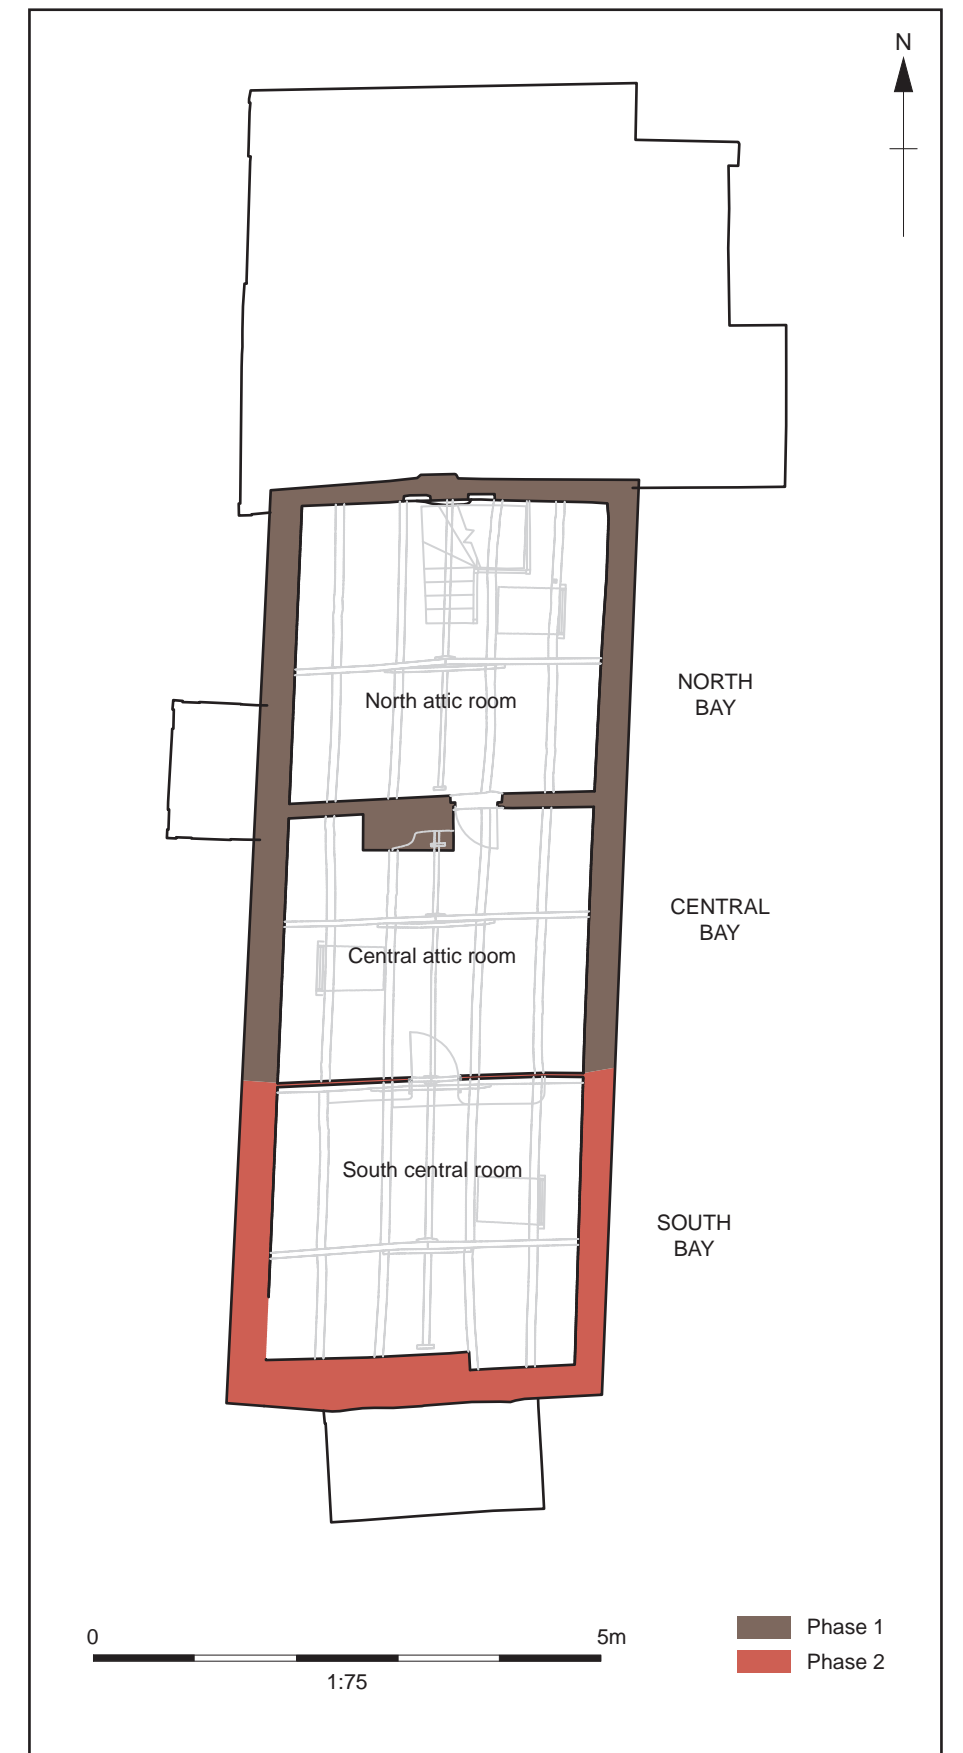 N
North attic room
NORTH
BAY
CENTRAL
BAY
Central attic room
South central room
SOUTH
BAY
0
5m
1:75
Phase 1
Phase 2